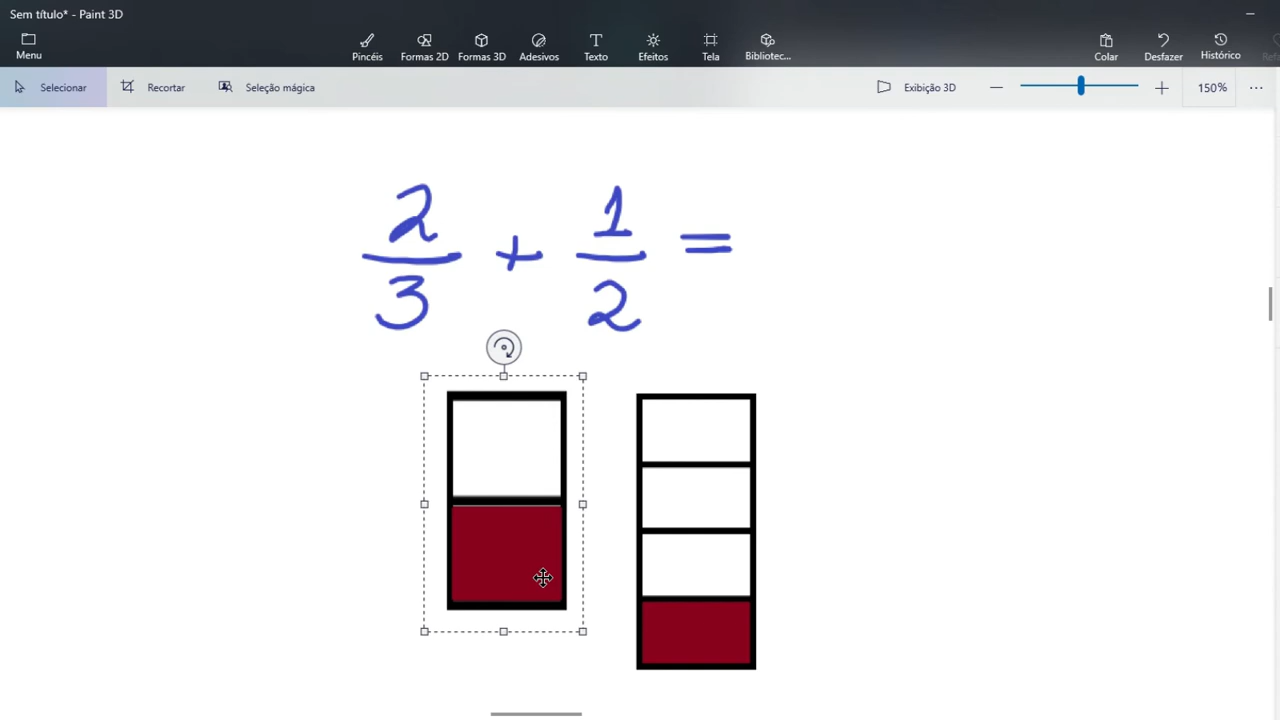 Sem título* - Paint 3D
Menu
Pincéis
Formas 2D
Formas 3D
Adesivos
Texto
Efeitos
Tela
Bibliotec...
Colar
Desfazer
Histórico
Selecionar
Recortar
Seleção mágica
Exibição 3D
150%
2/3 + 1/2 =